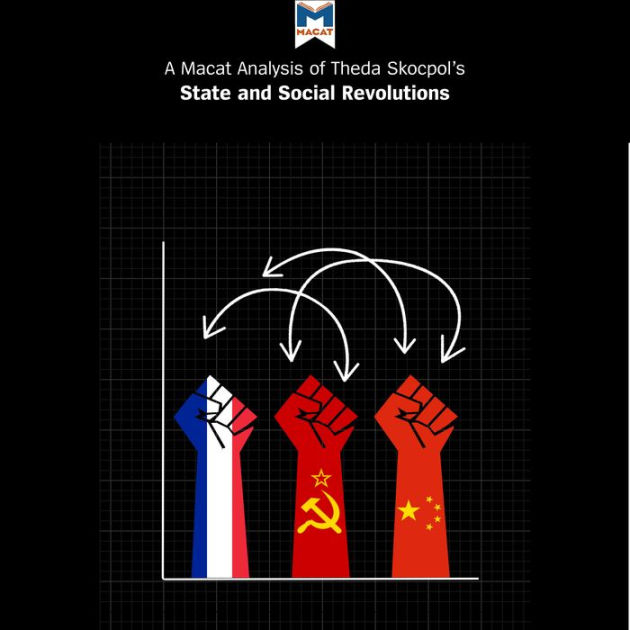 M
MACAT
A Macat Analysis of Theda Skocpol's
State and Social Revolutions